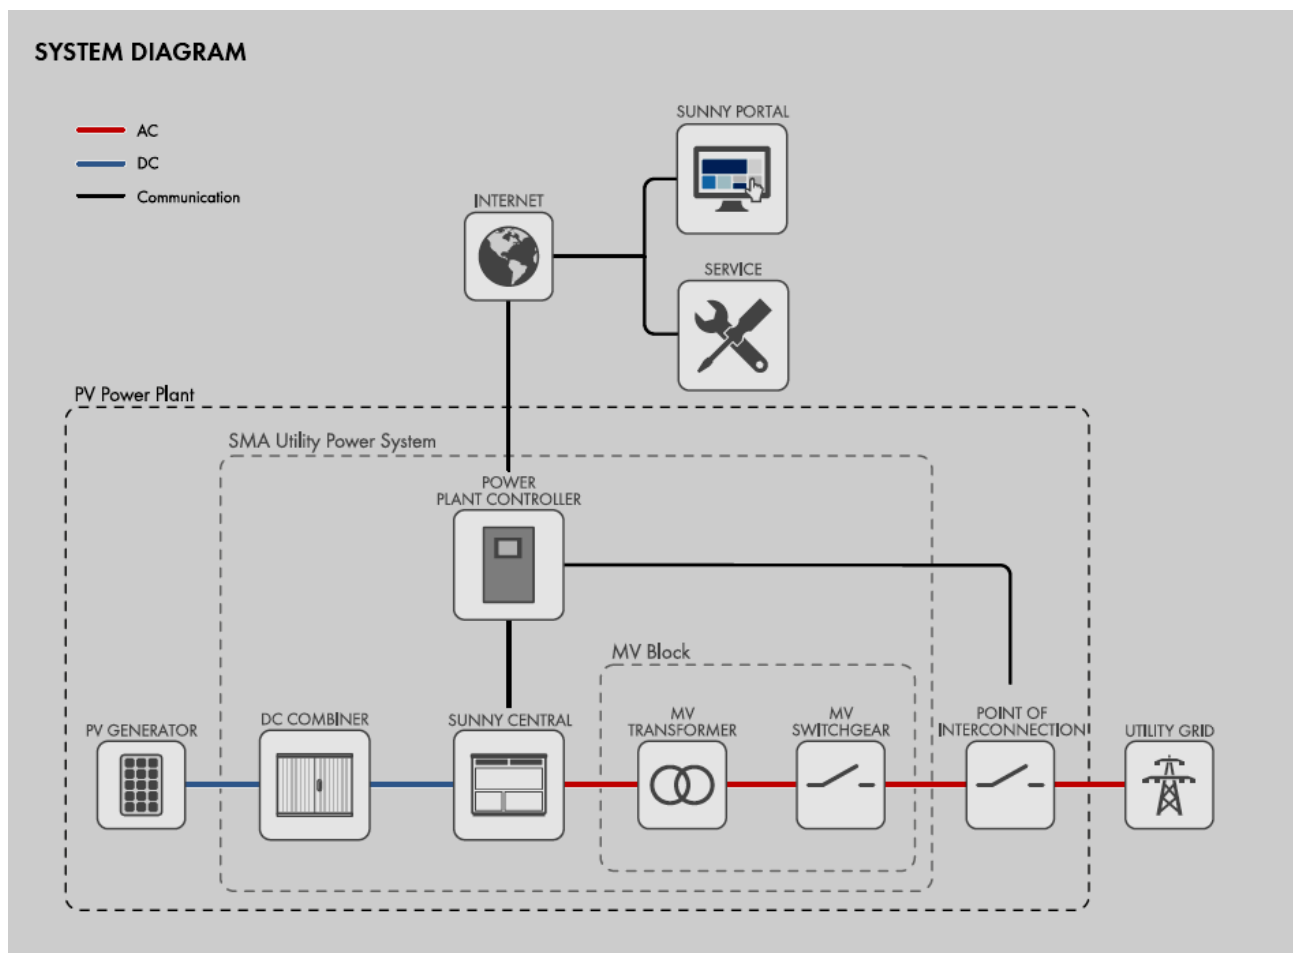 SYSTEM DIAGRAM
AC
DC
Communication
SUNNY PORTAL
INTERNET
SERVICE
PV Power Plant
SMA Utility Power System
POWER
PLANT CONTROLLER
MV Block
PV GENERATOR
DC COMBINER
SUNNY CENTRAL
MV
TRANSFORMER
MV
SWITCHGEAR
POINT OF
INTERCONNECTION
UTILITY GRID